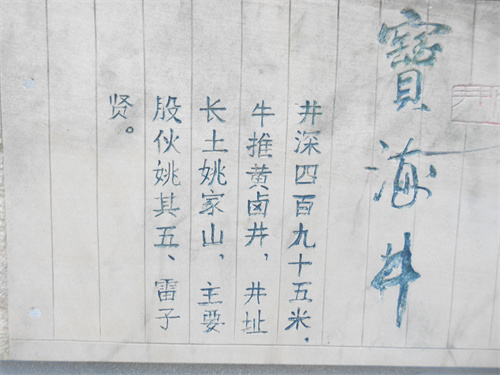 寶海井
井深四百九十五米，
牛推黄卤井，井址
长土姚家山，主要
股伙姚其五、雷子
贤。